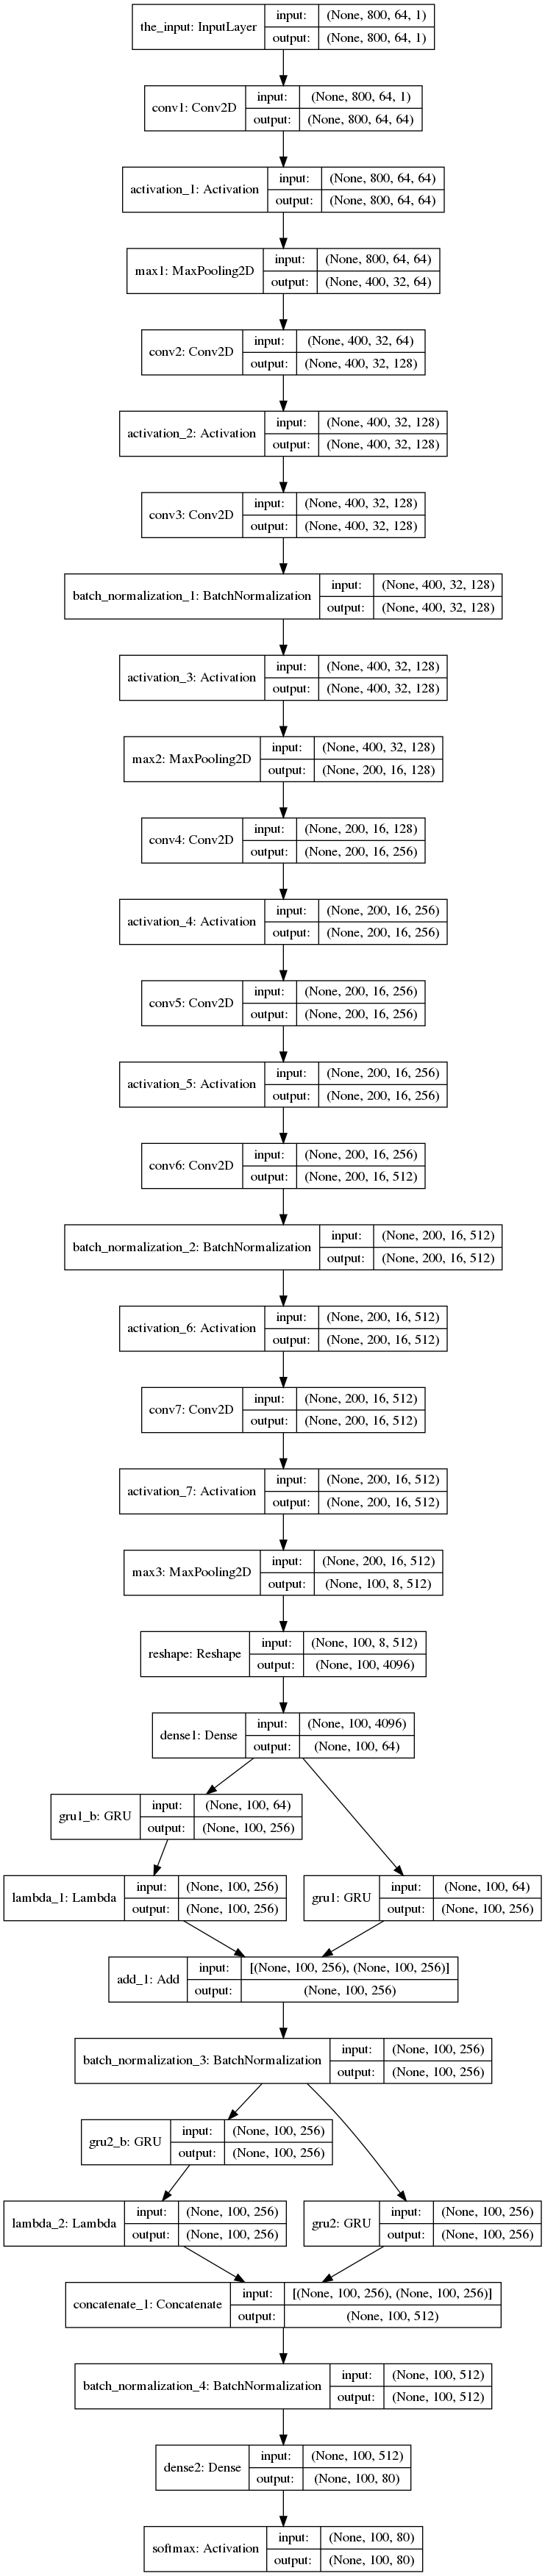 the_input: InputLayer
input: (None, 800, 64, 1)
output: (None, 800, 64, 1)
conv1: Conv2D
input: (None, 800, 64, 1)
output: (None, 800, 64, 64)
activation_1: Activation
input: (None, 800, 64, 64)
output: (None, 800, 64, 64)
max1: MaxPooling2D
input: (None, 800, 64, 64)
output: (None, 400, 32, 64)
conv2: Conv2D
input: (None, 400, 32, 64)
output: (None, 400, 32, 128)
activation_2: Activation
input: (None, 400, 32, 128)
output: (None, 400, 32, 128)
conv3: Conv2D
input: (None, 400, 32, 128)
output: (None, 400, 32, 128)
batch_normalization_1: BatchNormalization
input: (None, 400, 32, 128)
output: (None, 400, 32, 128)
activation_3: Activation
input: (None, 400, 32, 128)
output: (None, 400, 32, 128)
max2: MaxPooling2D
input: (None, 400, 32, 128)
output: (None, 200, 16, 128)
conv4: Conv2D
input: (None, 200, 16, 128)
output: (None, 200, 16, 256)
activation_4: Activation
input: (None, 200, 16, 256)
output: (None, 200, 16, 256)
conv5: Conv2D
input: (None, 200, 16, 256)
output: (None, 200, 16, 256)
activation_5: Activation
input: (None, 200, 16, 256)
output: (None, 200, 16, 256)
conv6: Conv2D
input: (None, 200, 16, 256)
output: (None, 200, 16, 512)
batch_normalization_2: BatchNormalization
input: (None, 200, 16, 512)
output: (None, 200, 16, 512)
activation_6: Activation
input: (None, 200, 16, 512)
output: (None, 200, 16, 512)
conv7: Conv2D
input: (None, 200, 16, 512)
output: (None, 200, 16, 512)
activation_7: Activation
input: (None, 200, 16, 512)
output: (None, 200, 16, 512)
max3: MaxPooling2D
input: (None, 200, 16, 512)
output: (None, 100, 8, 512)
reshape: Reshape
input: (None, 100, 8, 512)
output: (None, 100, 4096)
dense1: Dense
input: (None, 100, 4096)
output: (None, 100, 64)
gru1_b: GRU
input: (None, 100, 64)
output: (None, 100, 256)
lambda_1: Lambda
input: (None, 100, 256)
output: (None, 100, 256)
gru1: GRU
input: (None, 100, 64)
output: (None, 100, 256)
add_1: Add
input: [(None, 100, 256), (None, 100, 256)]
output: (None, 100, 256)
batch_normalization_3: BatchNormalization
input: (None, 100, 256)
output: (None, 100, 256)
gru2_b: GRU
input: (None, 100, 256)
output: (None, 100, 256)
lambda_2: Lambda
input: (None, 100, 256)
output: (None, 100, 256)
gru2: GRU
input: (None, 100, 256)
output: (None, 100, 256)
concatenate_1: Concatenate
input: [(None, 100, 256), (None, 100, 256)]
output: (None, 100, 512)
batch_normalization_4: BatchNormalization
input: (None, 100, 512)
output: (None, 100, 512)
dense2: Dense
input: (None, 100, 512)
output: (None, 100, 80)
softmax: Activation
input: (None, 100, 80)
output: (None, 100, 80)